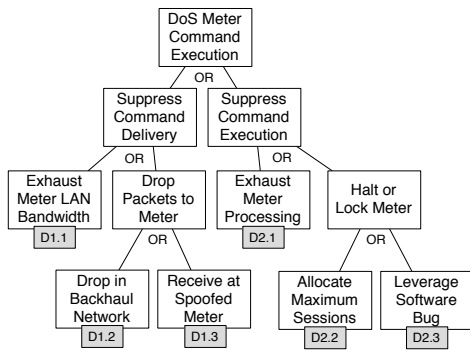 DoS Meter
Command
Execution
OR
Suppress
Command
Delivery
Suppress
Command
Execution
OR
OR
Exhaust
Meter LAN
Bandwidth
D1.1
Drop
Packets to
Meter
Exhaust
Meter
Processing
D2.1
Halt or
Lock Meter
OR
OR
Drop in
Backhaul
Network
D1.2
Receive at
Spoofed
Meter
D1.3
Allocate
Maximum
Sessions
D2.2
Leverage
Software
Bug
D2.3